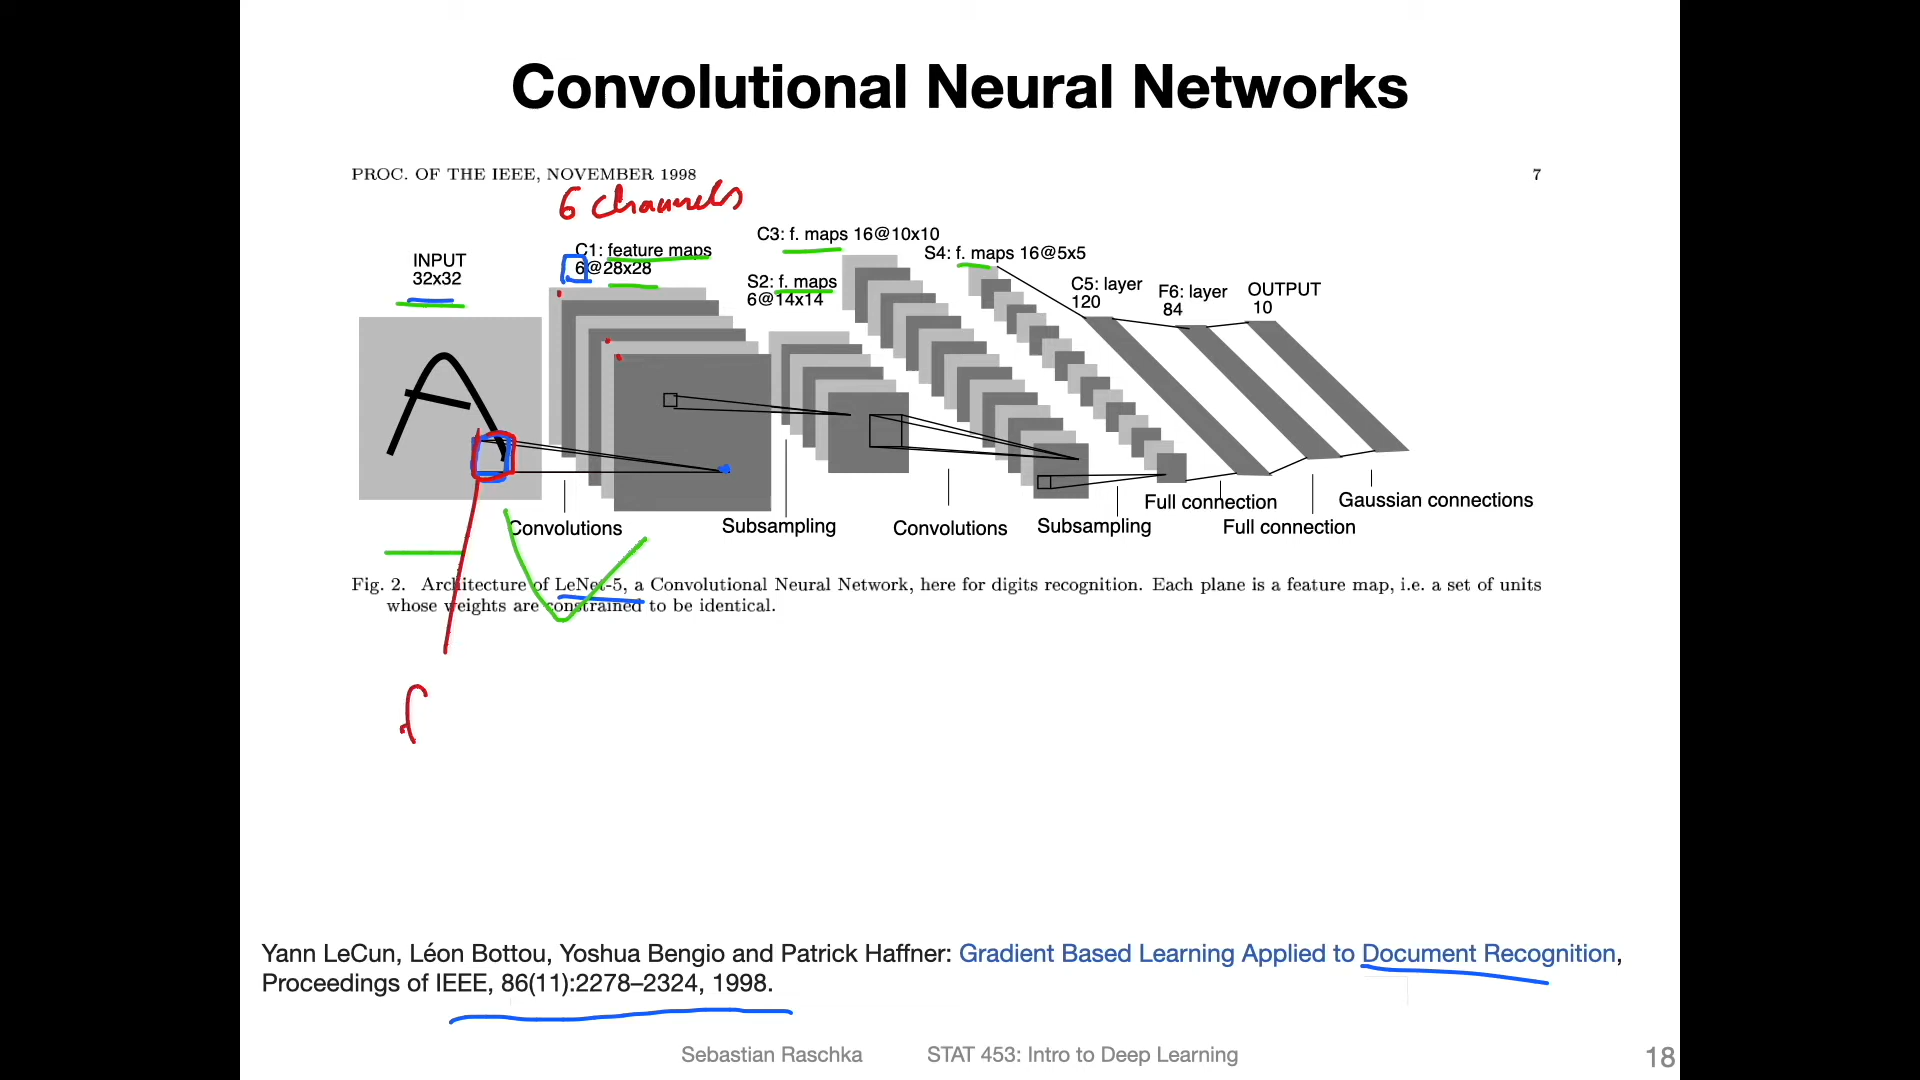 Convolutional Neural Networks
PROC. OF THE IEEE, NOVEMBER 1998 7
6 channels
INPUT
32x32
C1: feature maps
6@28x28
S2: f. maps
6@14x14
C3: f. maps 16@10x10
S4: f. maps 16@5x5
C5: layer
120
F6: layer
84
OUTPUT
10
A
Convolutions
Subsampling
Convolutions
Subsampling
Full connection
Full connection
Gaussian connections
Fig. 2. Architecture of LeNet-5, a Convolutional Neural Network, here for digits recognition. Each plane is a feature map, i.e. a set of units
whose weights are constrained to be identical.
Yann LeCun, Léon Bottou, Yoshua Bengio and Patrick Haffner: Gradient Based Learning Applied to Document Recognition,
Proceedings of IEEE, 86(11):2278–2324, 1998.
Sebastian Raschka STAT 453: Intro to Deep Learning 18